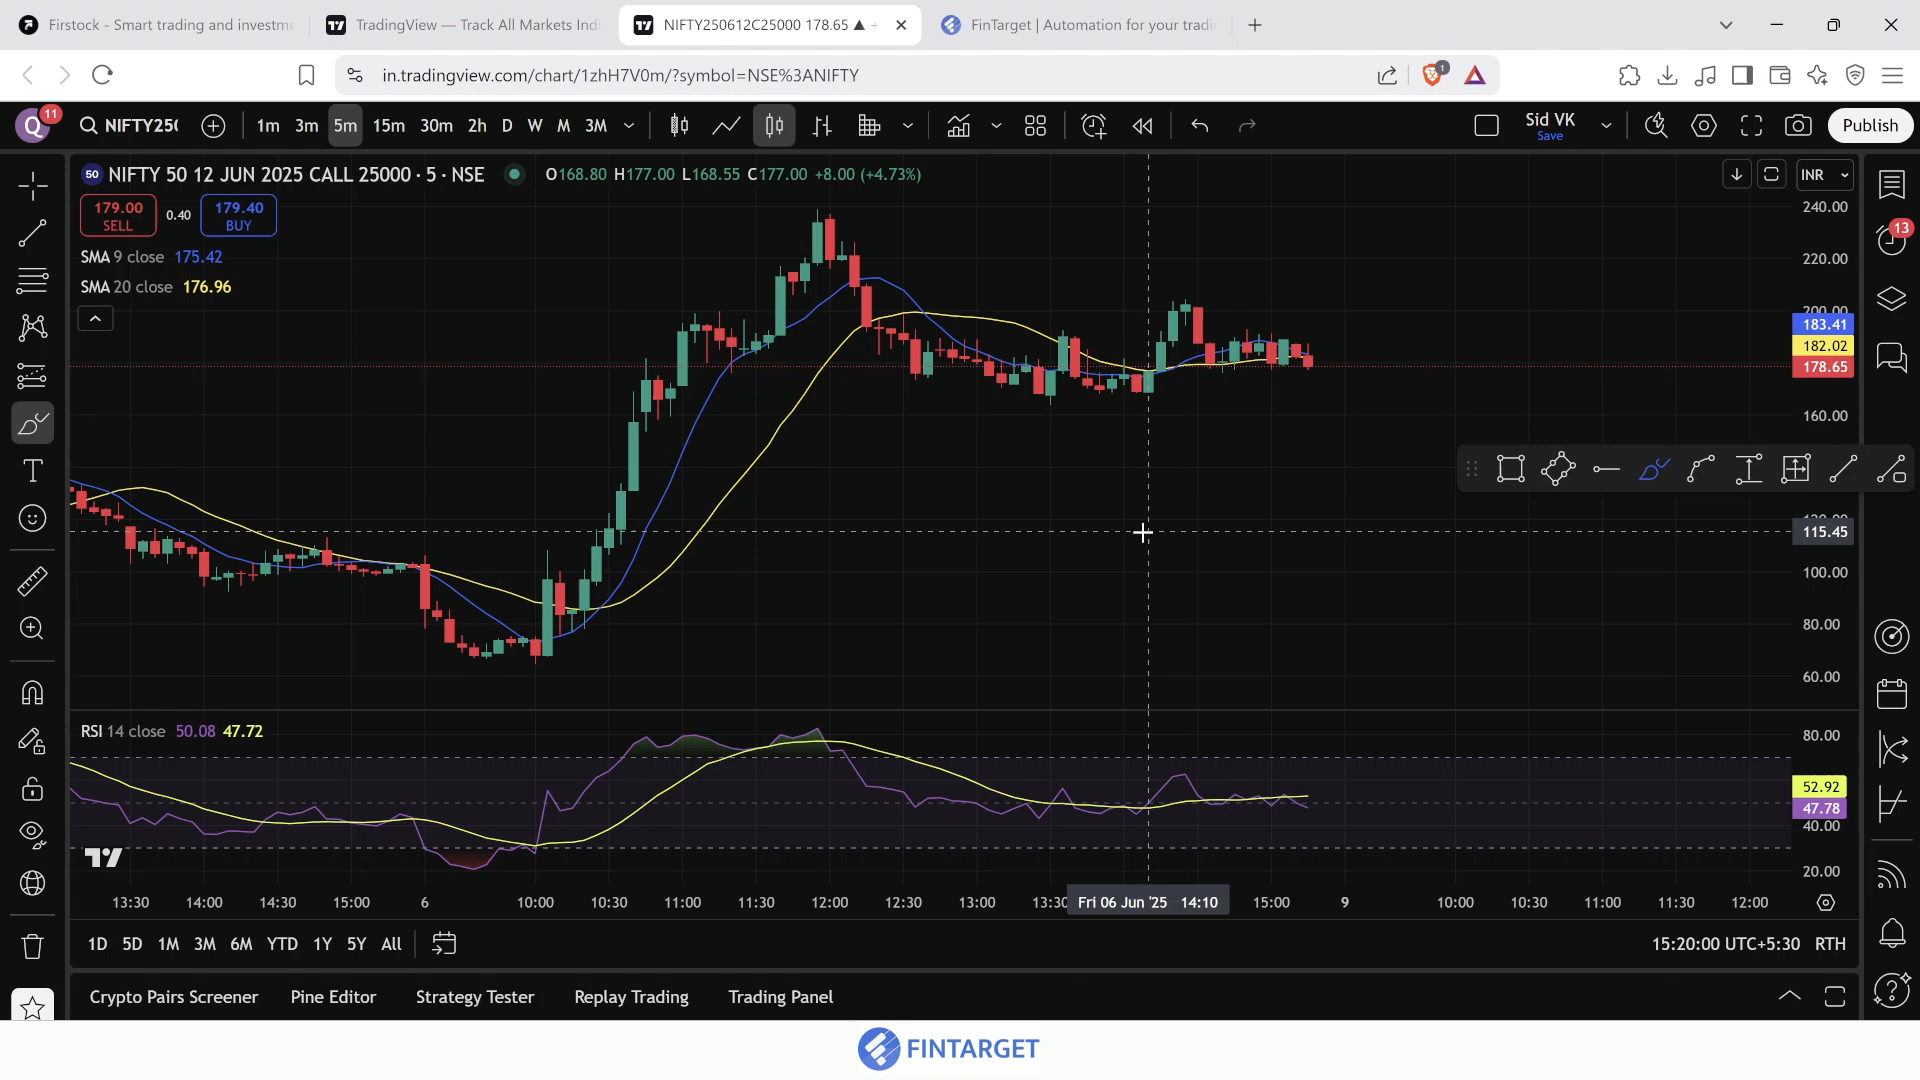 Firstock - Smart trading and investme
TradingView — Track All Markets Indi
NIFTY250612C25000 178.65 ▲ +
FinTarget | Automation for your tradi
in.tradingview.com/chart/1zhH7V0m/?symbol=NSE%3ANIFTY
1
Q
11
NIFTY25(
1m 3m 5m 15m 30m 2h D W M 3M
Sid VK
Save
Publish
50 NIFTY 50 12 JUN 2025 CALL 25000 · 5 · NSE
O168.80 H177.00 L168.55 C177.00 +8.00 (+4.73%)
INR
179.00
SELL
0.40
179.40
BUY
SMA 9 close 175.42
SMA 20 close 176.96
240.00
220.00
200.00
183.41
182.02
178.65
160.00
120.00
115.45
100.00
80.00
60.00
13
RSI 14 close 50.08 47.72
80.00
52.92
47.78
40.00
20.00
13:30 14:00 14:30 15:00 6 10:00 10:30 11:00 11:30 12:00 12:30 13:00 13:30 Fri 06 Jun '25 14:10 15:00 9 10:00 10:30 11:00 11:30 12:00
1D 5D 1M 3M 6M YTD 1Y 5Y All
15:20:00 UTC+5:30 RTH
Crypto Pairs Screener Pine Editor Strategy Tester Replay Trading Trading Panel
FINTARGET